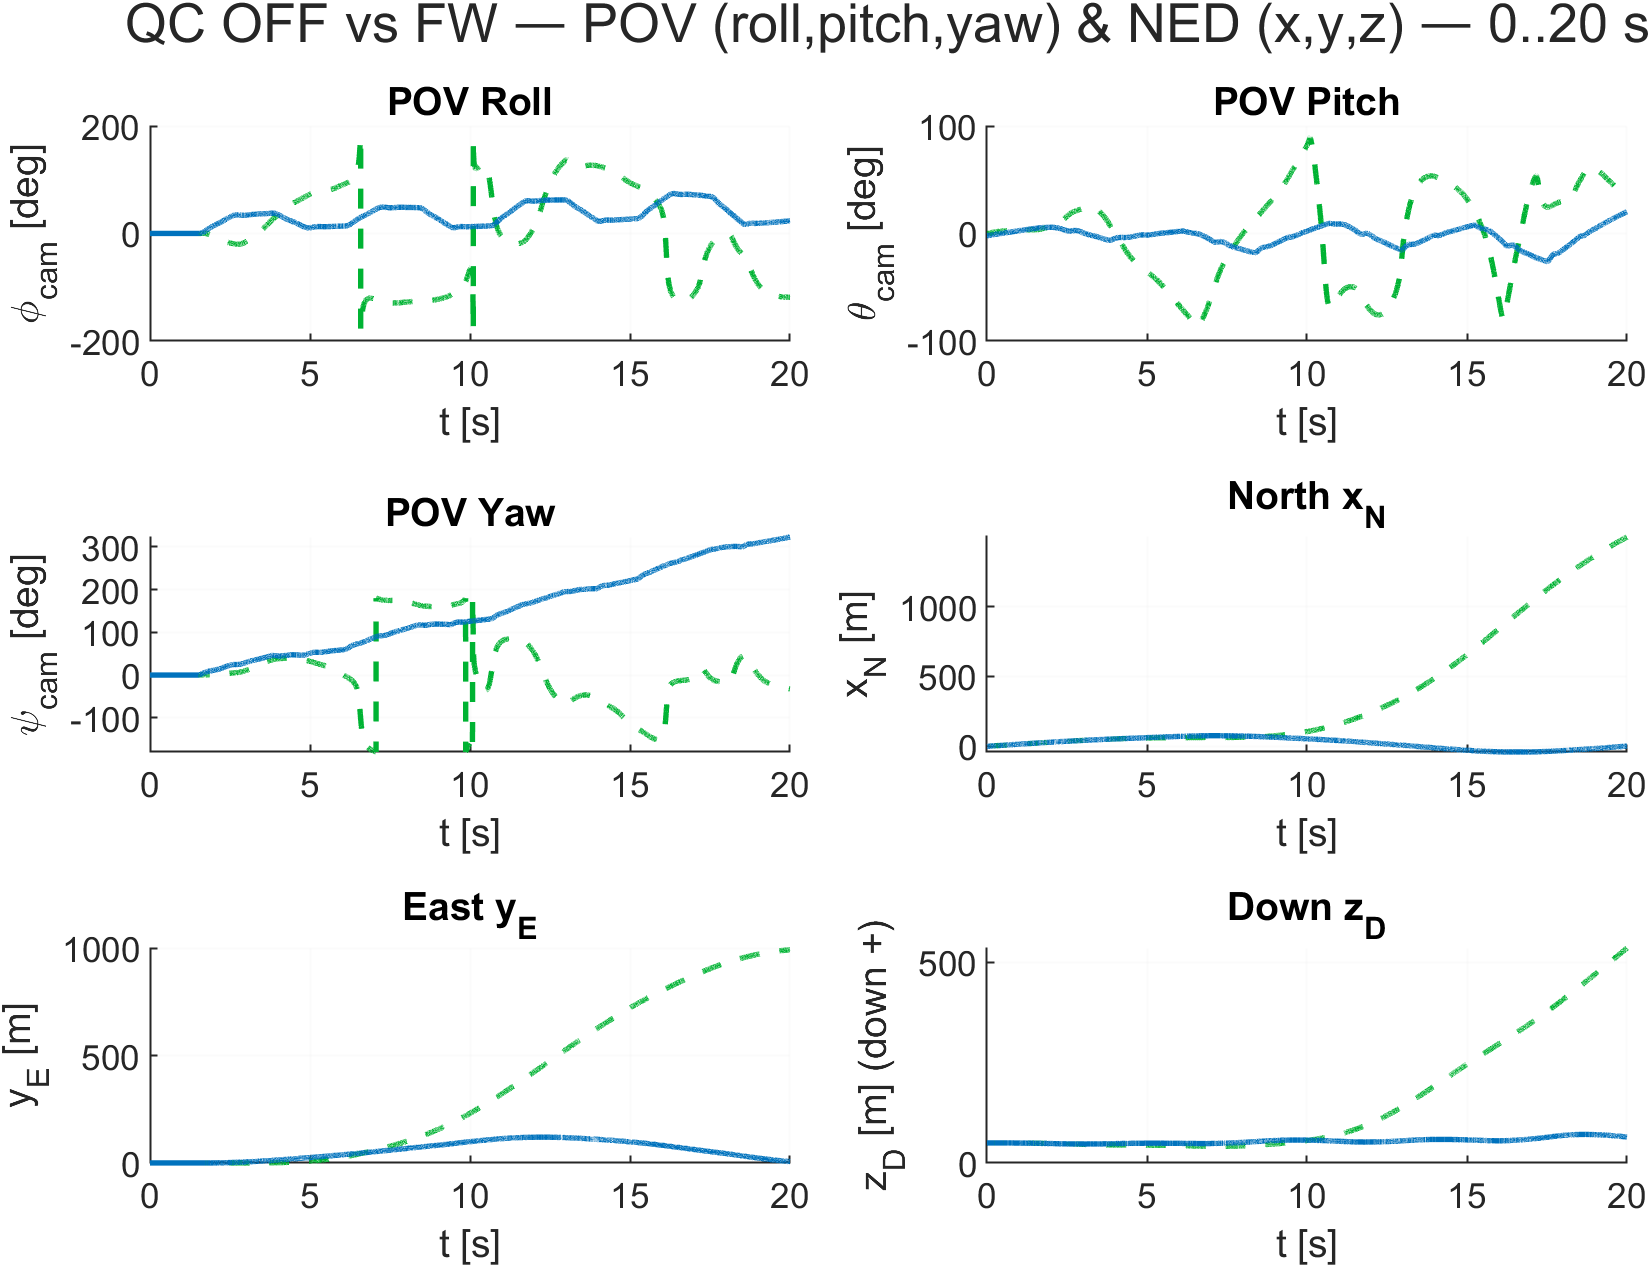 QC OFF vs FW — POV (roll,pitch,yaw) & NED (x,y,z) — 0..20 s
POV Roll
200
0
-200
ϕcam [deg]
0 5 10 15 20
t [s]
POV Pitch
100
0
-100
θcam [deg]
0 5 10 15 20
t [s]
POV Yaw
300
200
100
0
-100
ψcam [deg]
0 5 10 15 20
t [s]
North xN
1000
500
0
xN [m]
0 5 10 15 20
t [s]
East yE
1000
500
0
yE [m]
0 5 10 15 20
t [s]
Down zD
500
0
zD [m] (down +)
0 5 10 15 20
t [s]